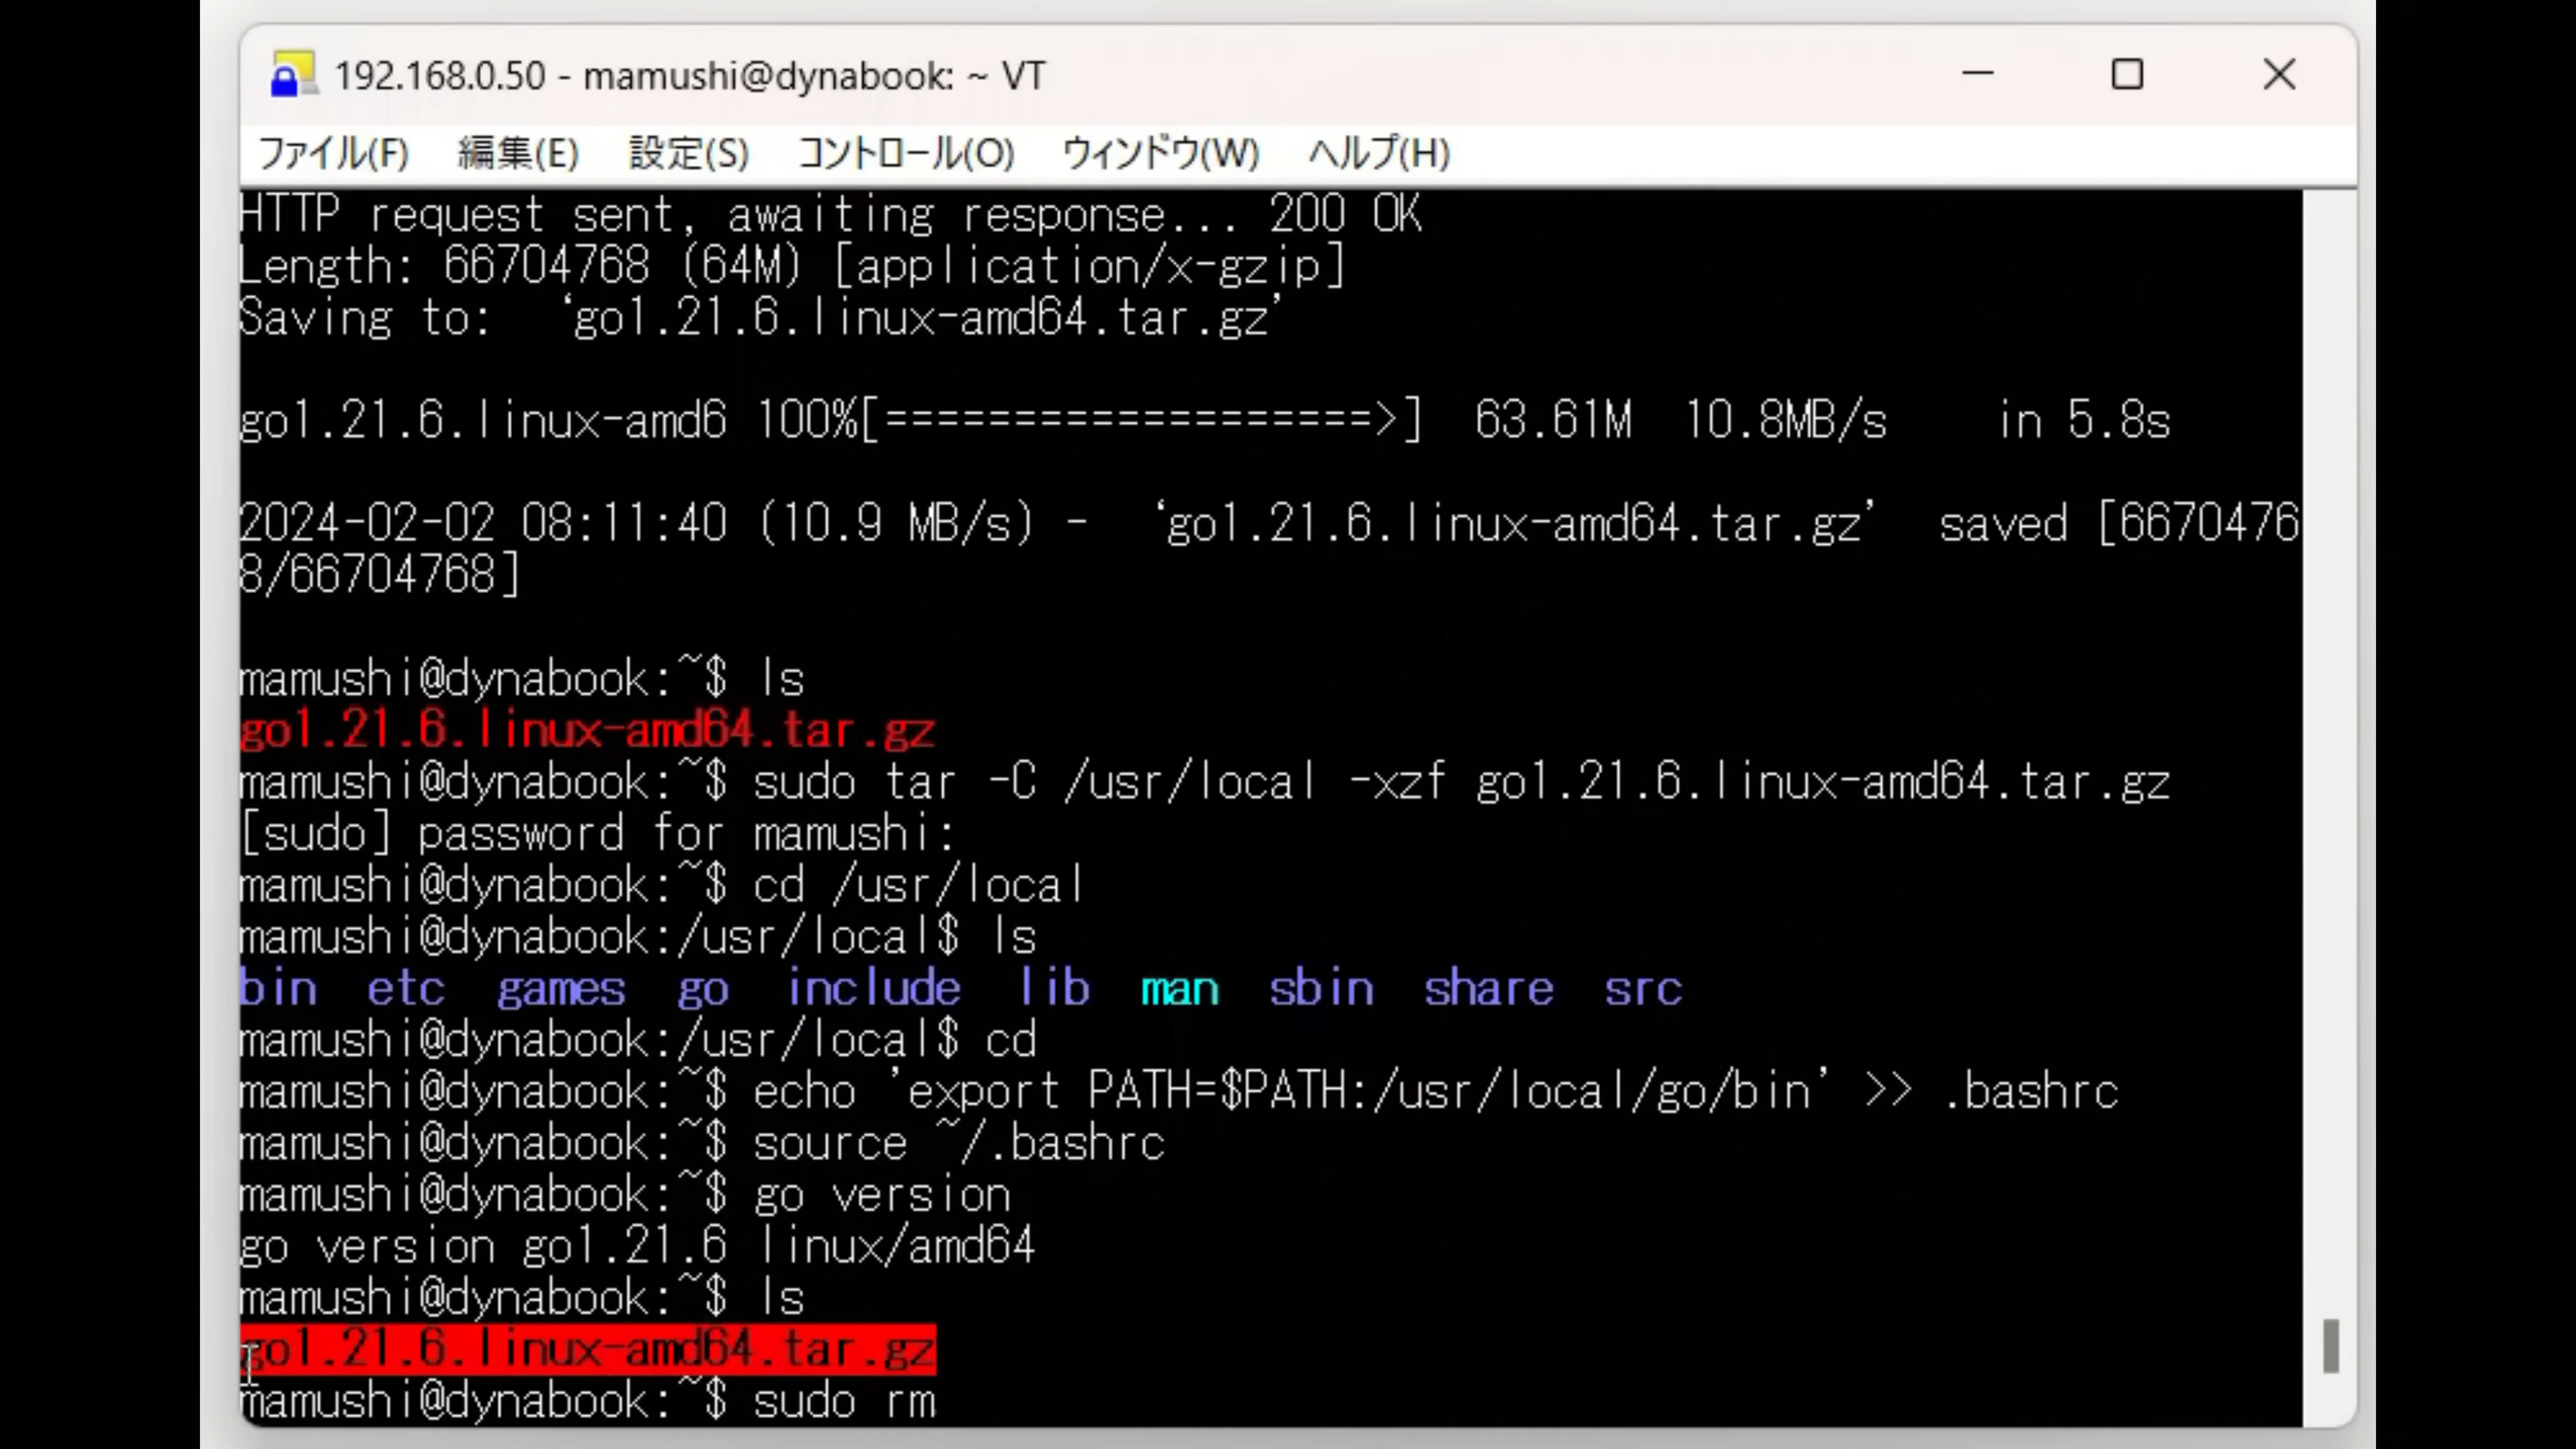 192.168.0.50 - mamushi@dynabook: ~ VT
ファイル(F) 編集(E) 設定(S) コントロール(O) ウィンドウ(W) ヘルプ(H)
HTTP request sent, awaiting response... 200 OK
Length: 66704768 (64M) [application/x-gzip]
Saving to: ‘go1.21.6.linux-amd64.tar.gz’
go1.21.6.linux-amd6 100%[===================>] 63.61M 10.8MB/s in 5.8s
2024-02-02 08:11:40 (10.9 MB/s) - ‘go1.21.6.linux-amd64.tar.gz’ saved [6670476
8/66704768]
mamushi@dynabook:~$ ls
go1.21.6.linux-amd64.tar.gz
mamushi@dynabook:~$ sudo tar -C /usr/local -xzf go1.21.6.linux-amd64.tar.gz
[sudo] password for mamushi:
mamushi@dynabook:~$ cd /usr/local
mamushi@dynabook:/usr/local$ ls
bin etc games go include lib man sbin share src
mamushi@dynabook:/usr/local$ cd
mamushi@dynabook:~$ echo 'export PATH=$PATH:/usr/local/go/bin' >> .bashrc
mamushi@dynabook:~$ source ~/.bashrc
mamushi@dynabook:~$ go version
go version go1.21.6 linux/amd64
mamushi@dynabook:~$ ls
go1.21.6.linux-amd64.tar.gz
mamushi@dynabook:~$ sudo rm